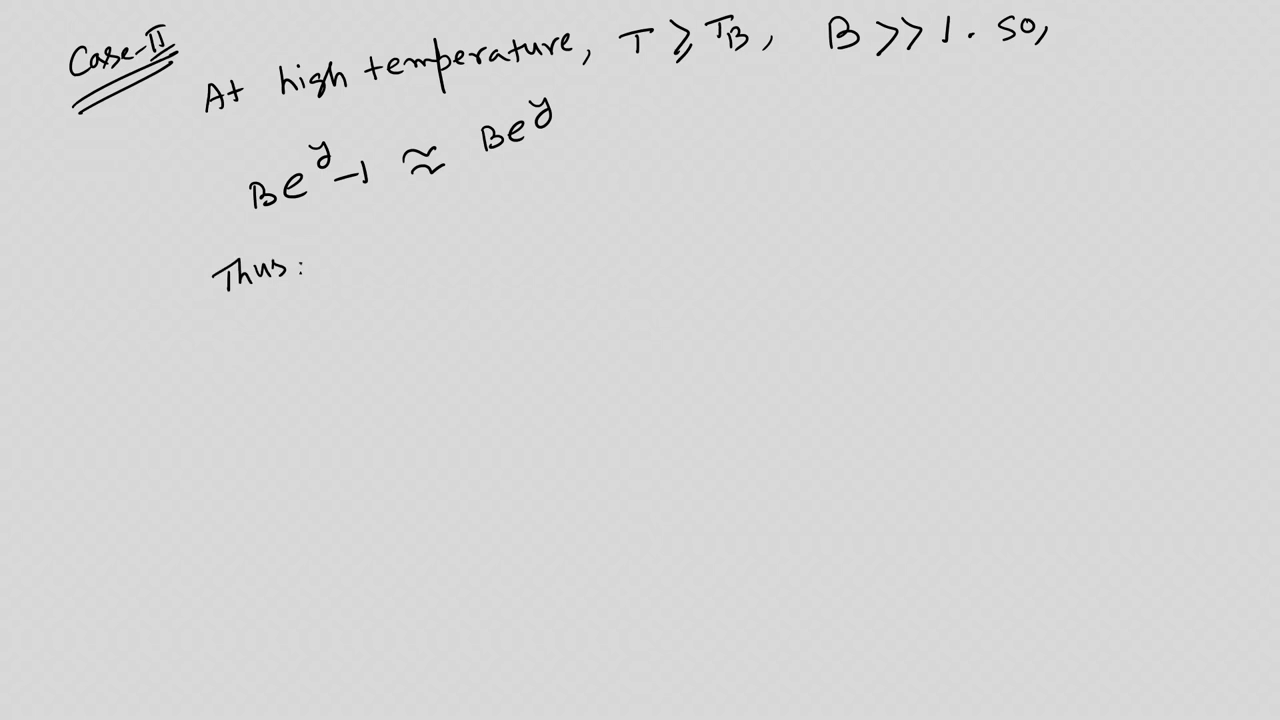 Case-II
At high temperature, T ⩾ T_B, B >> 1. so,
Be^y - 1 ≈ Be^y
Thus: